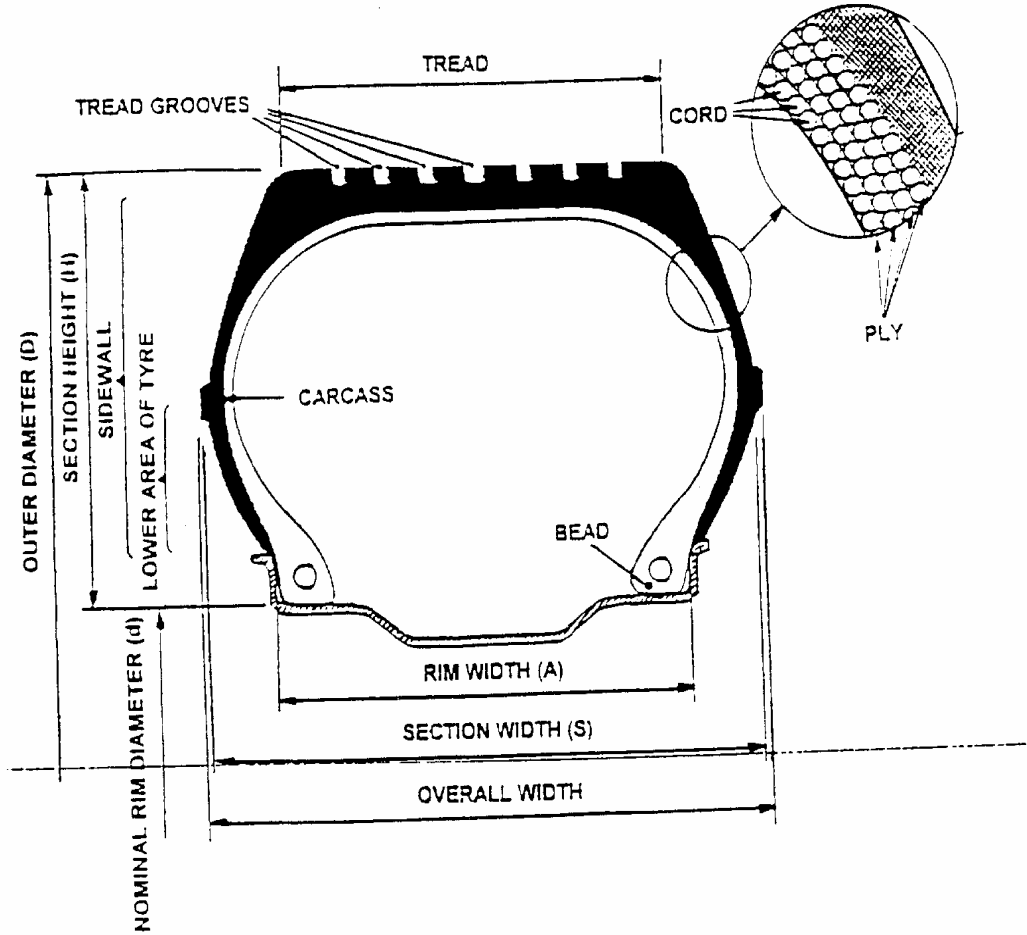 TREAD
TREAD GROOVES
CORD
PLY
OUTER DIAMETER (D)
SECTION HEIGHT (H)
SIDEWALL
LOWER AREA OF TYRE
CARCASS
BEAD
NOMINAL RIM DIAMETER (d)
RIM WIDTH (A)
SECTION WIDTH (S)
OVERALL WIDTH